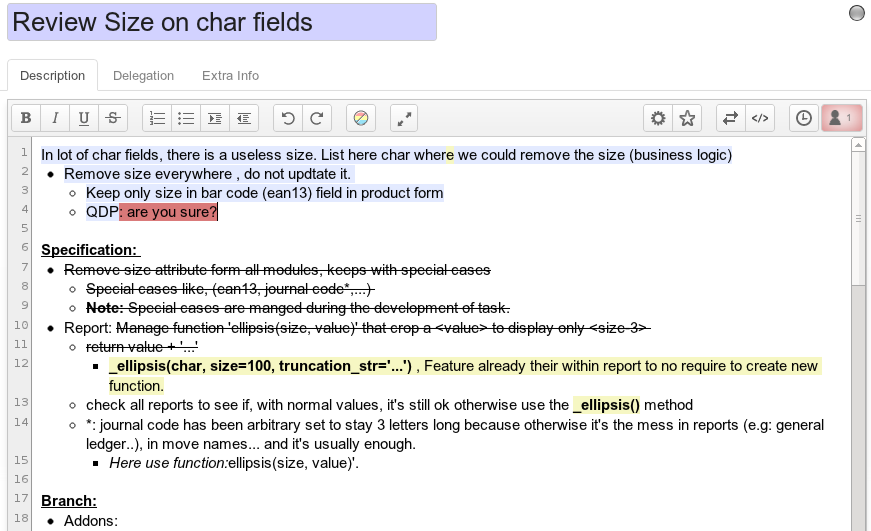 Review Size on char fields
Description Delegation Extra Info
B I U S </> 1
1 In lot of char fields, there is a useless size. List here char where we could remove the size (business logic)
2 Remove size everywhere , do not updtate it.
3 Keep only size in bar code (ean13) field in product form
4 QDP: are you sure?
5
6 Specification:
7 Remove size attribute form all modules, keeps with special cases
8 Special cases like, (ean13, journal code*,...)
9 Note: Special cases are manged during the development of task.
10 Report: Manage function 'ellipsis(size, value)' that crop a <value> to display only <size-3>
11 return value + '...'
12 _ellipsis(char, size=100, truncation_str='...') , Feature already their within report to no require to create new
function.
13 check all reports to see if, with normal values, it's still ok otherwise use the _ellipsis() method
14 *: journal code has been arbitrary set to stay 3 letters long because otherwise it's the mess in reports (e.g: general
ledger..), in move names... and it's usually enough.
15 Here use function:ellipsis(size, value)'.
16
17 Branch:
18 Addons: